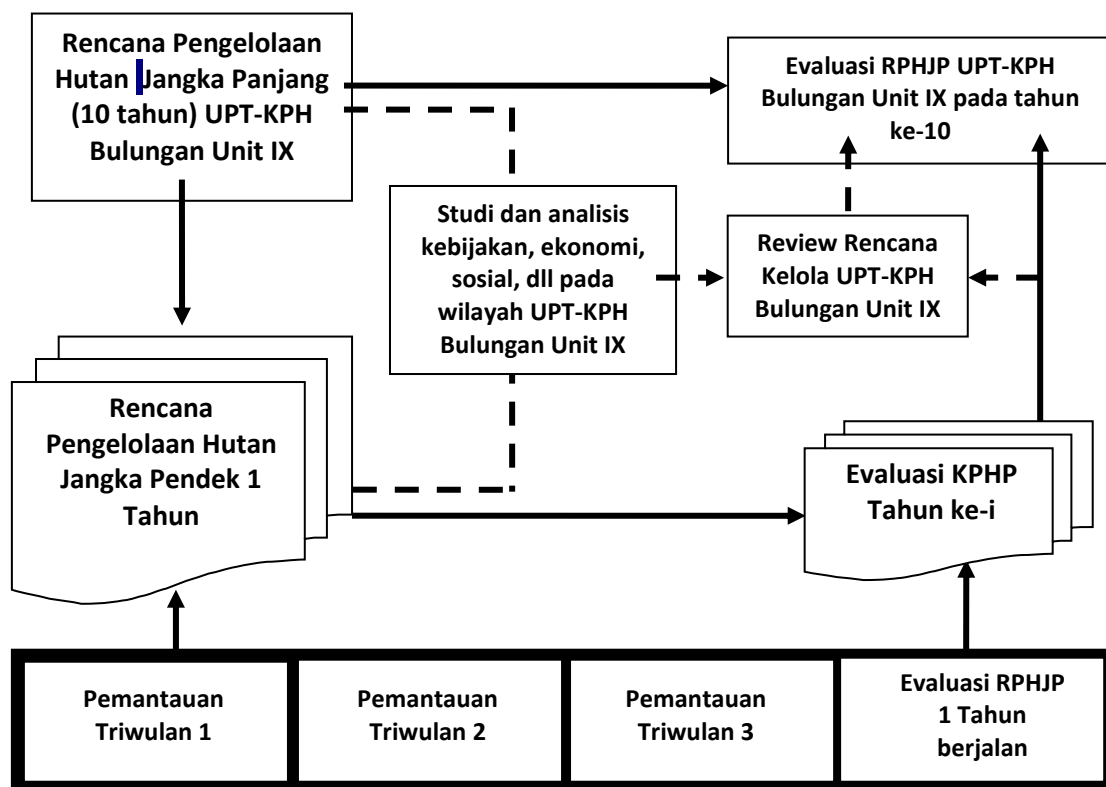 Rencana Pengelolaan
Hutan Jangka Panjang
(10 tahun) UPT-KPH
Bulungan Unit IX
Evaluasi RPHJP UPT-KPH
Bulungan Unit IX pada tahun
ke-10
Studi dan analisis
kebijakan, ekonomi,
sosial, dll pada
wilayah UPT-KPH
Bulungan Unit IX
Review Rencana
Kelola UPT-KPH
Bulungan Unit IX
Rencana
Pengelolaan Hutan
Jangka Pendek 1
Tahun
Evaluasi KPHP
Tahun ke-i
Pemantauan
Triwulan 1
Pemantauan
Triwulan 2
Pemantauan
Triwulan 3
Evaluasi RPHJP
1 Tahun
berjalan